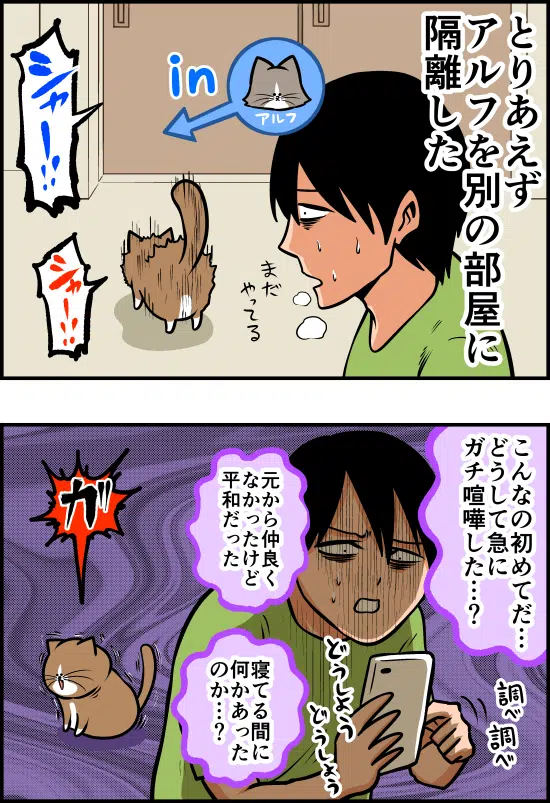 とりあえず
アルフを別の部屋に
隔離した
in
アルフ
シャー!!
シャー!!
まだ
やってる
こんなの初めてだ…
どうして急に
ガチ喧嘩した…?
元から仲良く
なかったけど
平和だった
ガ
寝てる間に
何かあった
のか…?
どうしよう
どうしよう
調べ調べ